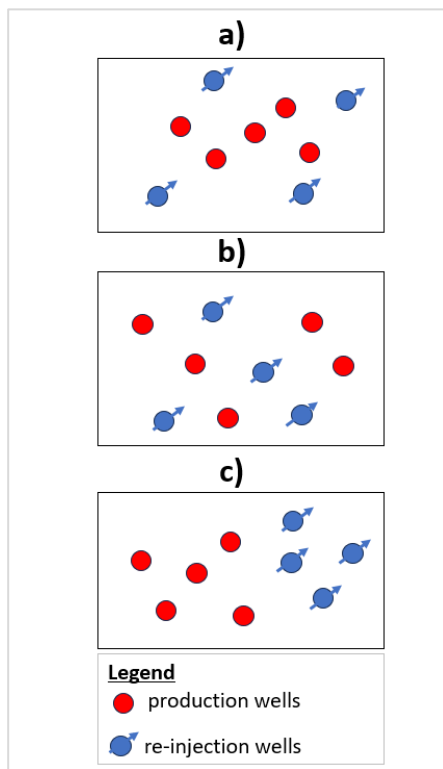 a)
b)
c)
Legend
production wells
re-injection wells